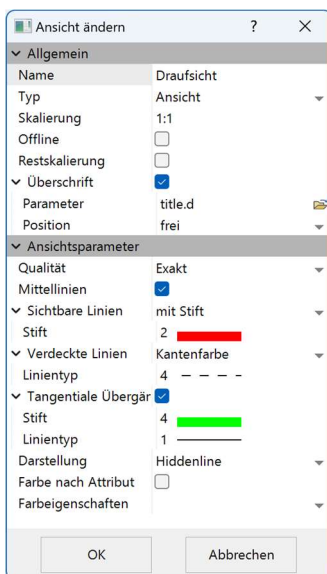 Ansicht ändern ? ×
Allgemein
Name Draufsicht
Typ Ansicht
Skalierung 1:1
Offline
Restskalierung
Überschrift
Parameter title.d
Position frei
Ansichtsparameter
Qualität Exakt
Mittellinien
Sichtbare Linien mit Stift
Stift 2
Verdeckte Linien Kantenfarbe
Linientyp 4
Tangentiale Übergär
Stift 4
Linientyp 1
Darstellung Hiddenline
Farbe nach Attribut
Farbeigenschaften
OK Abbrechen